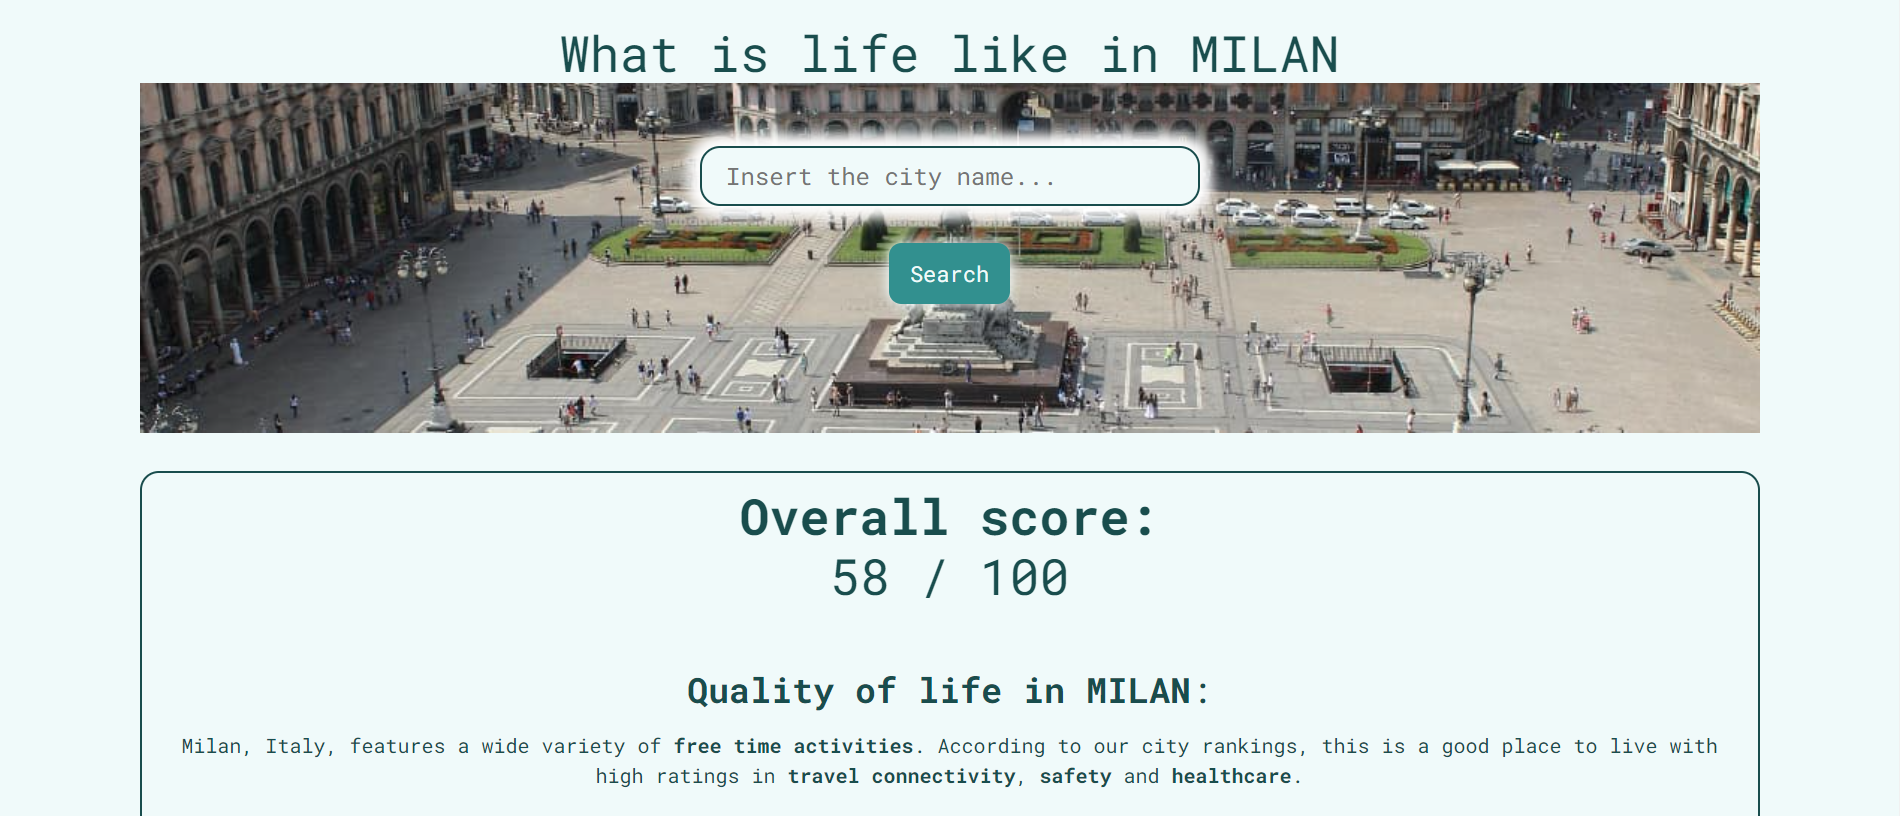 What is life like in MILAN
Insert the city name...
Search
Overall score:
58 / 100
Quality of life in MILAN:
Milan, Italy, features a wide variety of free time activities. According to our city rankings, this is a good place to live with
high ratings in travel connectivity, safety and healthcare.